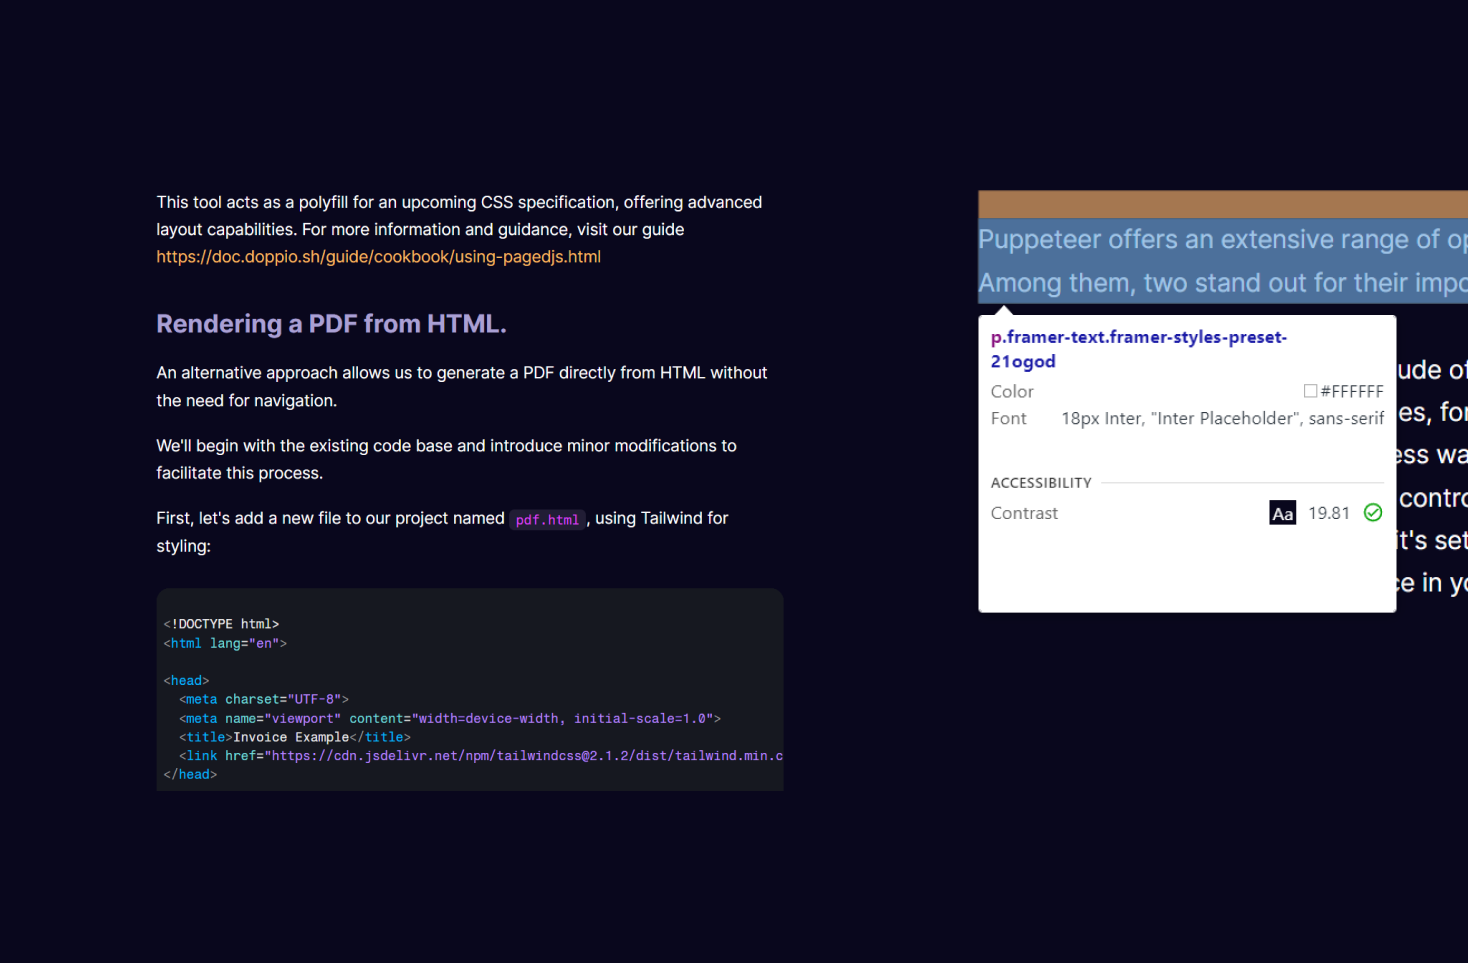 This tool acts as a polyfill for an upcoming CSS specification, offering advanced
layout capabilities. For more information and guidance, visit our guide
https://doc.doppio.sh/guide/cookbook/using-pagedjs.html
Rendering a PDF from HTML.
An alternative approach allows us to generate a PDF directly from HTML without
the need for navigation.
We'll begin with the existing code base and introduce minor modifications to
facilitate this process.
First, let's add a new file to our project named pdf.html, using Tailwind for
styling:
<!DOCTYPE html>
<html lang="en">
<head>
<meta charset="UTF-8">
<meta name="viewport" content="width=device-width, initial-scale=1.0">
<title>Invoice Example</title>
<link href="https://cdn.jsdelivr.net/npm/tailwindcss@2.1.2/dist/tailwind.min.c
</head>
Puppeteer offers an extensive range of op
Among them, two stand out for their impo
p.framer-text.framer-styles-preset-
21ogod
Color #FFFFFF
Font 18px Inter, "Inter Placeholder", sans-serif
ACCESSIBILITY
Contrast Aa 19.81
ude of
es, for
ess wa
contro
it's set
ce in yo